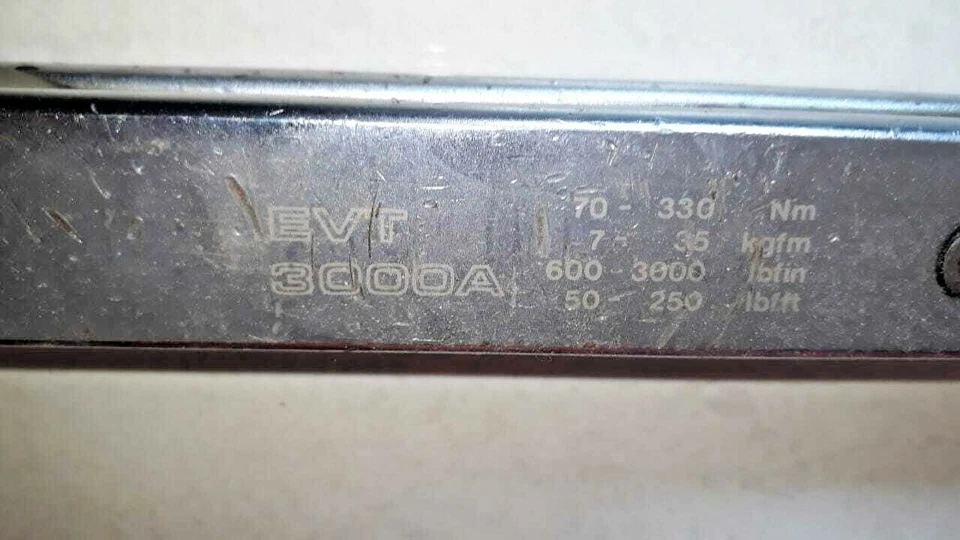 EVT
3000A
70 - 330 Nm
7 - 35 kgfm
600 - 3000 lbfin
50 - 250 lbfft